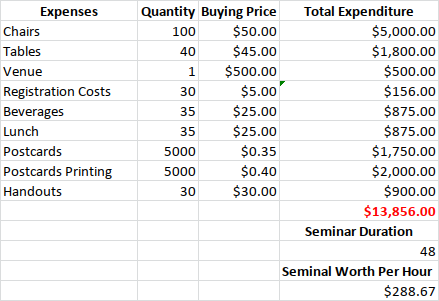 Expenses Quantity Buying Price Total Expenditure
Chairs 100 $50.00 $5,000.00
Tables 40 $45.00 $1,800.00
Venue 1 $500.00 $500.00
Registration Costs 30 $5.00 $156.00
Beverages 35 $25.00 $875.00
Lunch 35 $25.00 $875.00
Postcards 5000 $0.35 $1,750.00
Postcards Printing 5000 $0.40 $2,000.00
Handouts 30 $30.00 $900.00
$13,856.00
Seminar Duration
48
Seminal Worth Per Hour
$288.67